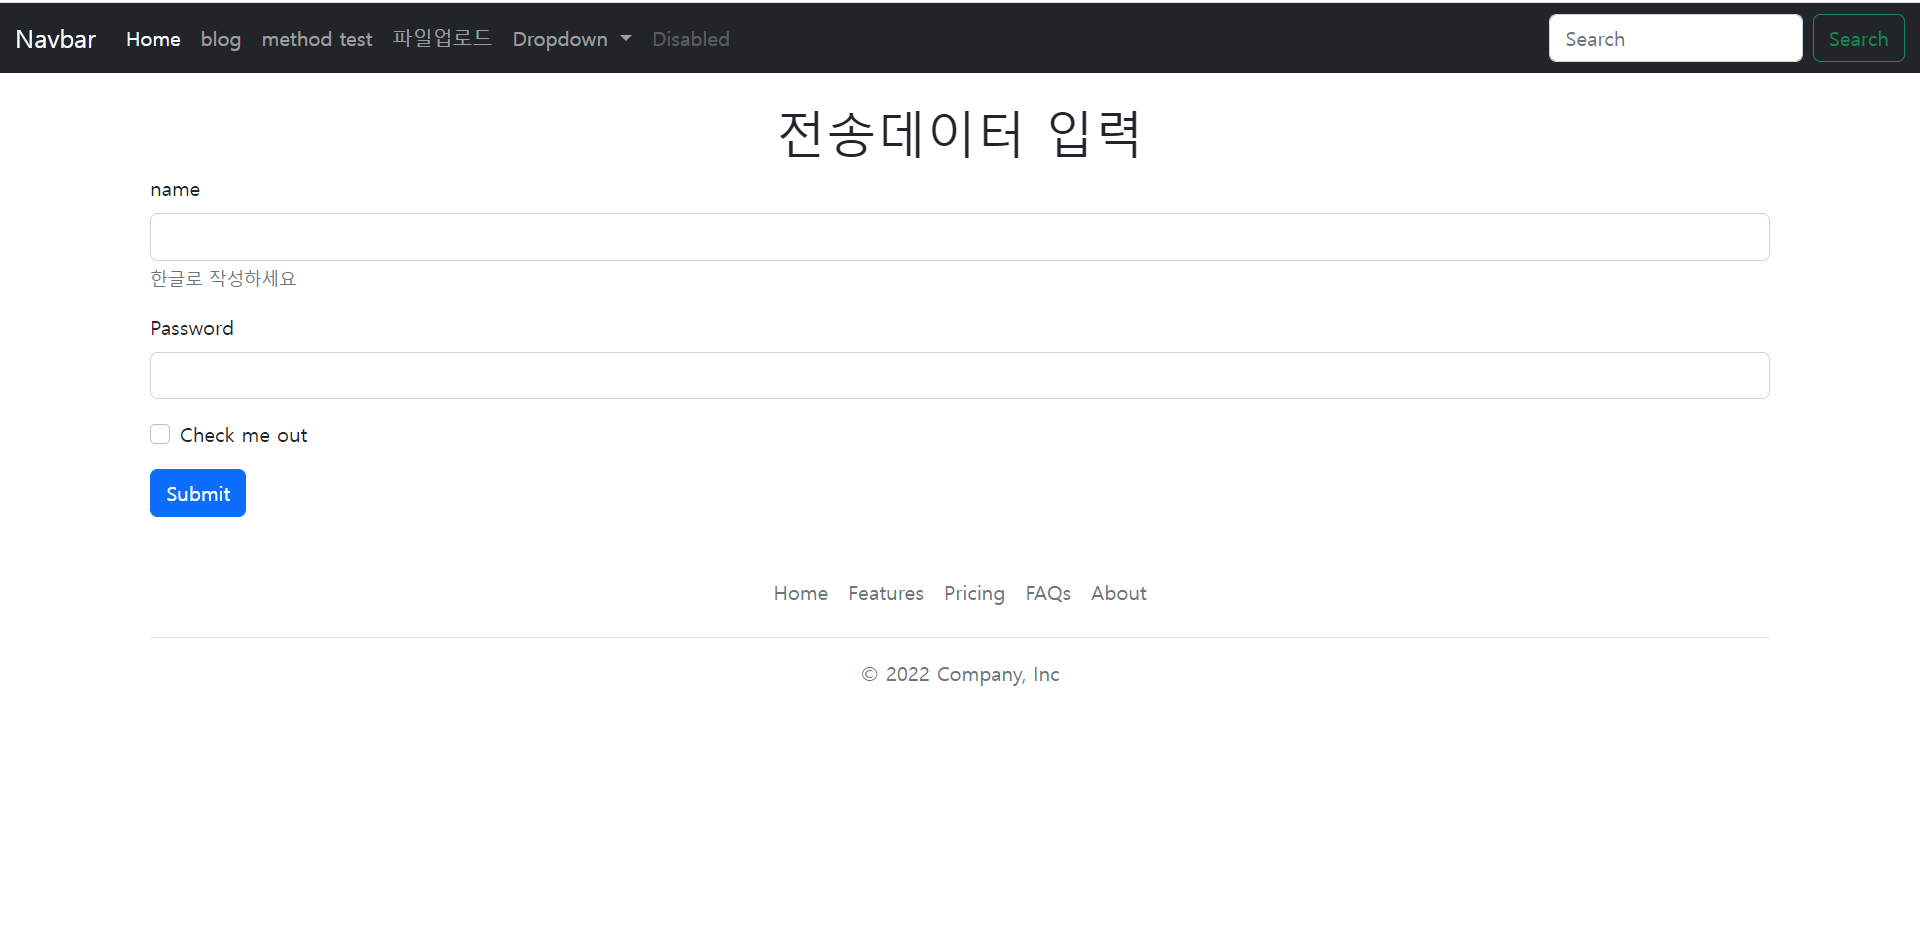 Navbar Home blog method test 파일업로드 Dropdown Disabled Search Search
전송데이터 입력
name
한글로 작성하세요
Password
Check me out
Submit
Home Features Pricing FAQs About
© 2022 Company, Inc